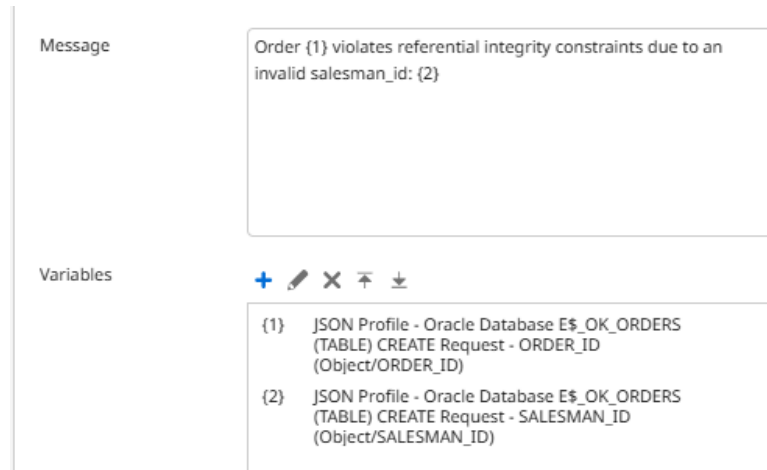 Message
Order {1} violates referential integrity constraints due to an
invalid salesman_id: {2}
Variables
{1} JSON Profile - Oracle Database E$_OK_ORDERS
(TABLE) CREATE Request - ORDER_ID
(Object/ORDER_ID)
{2} JSON Profile - Oracle Database E$_OK_ORDERS
(TABLE) CREATE Request - SALESMAN_ID
(Object/SALESMAN_ID)